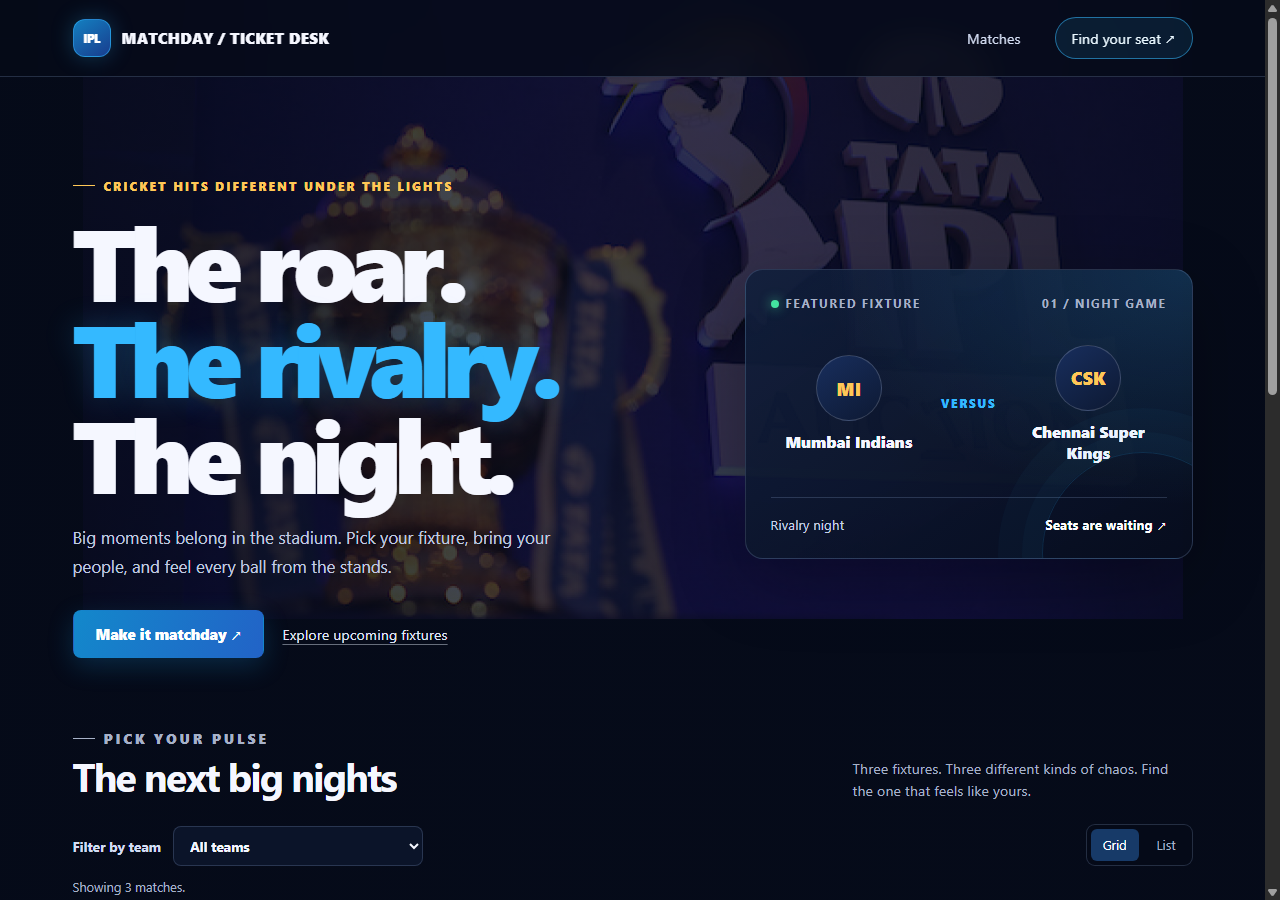 IPL MATCHDAY / TICKET DESK
Matches
Find your seat ↗
TATA
IPL
CRICKET HITS DIFFERENT UNDER THE LIGHTS
The roar.
The rivalry.
The night.
Big moments belong in the stadium. Pick your fixture, bring your
people, and feel every ball from the stands.
Make it matchday ↗
Explore upcoming fixtures
TATA
TATA
FEATURED FIXTURE
01 / NIGHT GAME
MI
Mumbai Indians
VERSUS
CSK
Chennai Super
Kings
Rivalry night
Seats are waiting ↗
PICK YOUR PULSE
The next big nights
Three fixtures. Three different kinds of chaos. Find
the one that feels like yours.
Filter by team
All teams
Grid
List
Showing 3 matches.